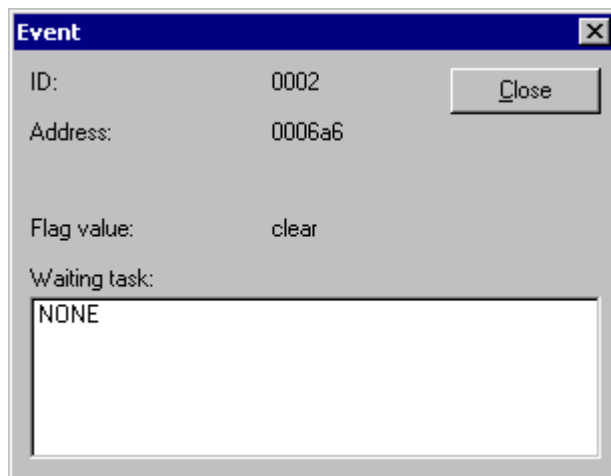 Event
ID: 0002 Close
Address: 0006a6
Flag value: clear
Waiting task:
NONE